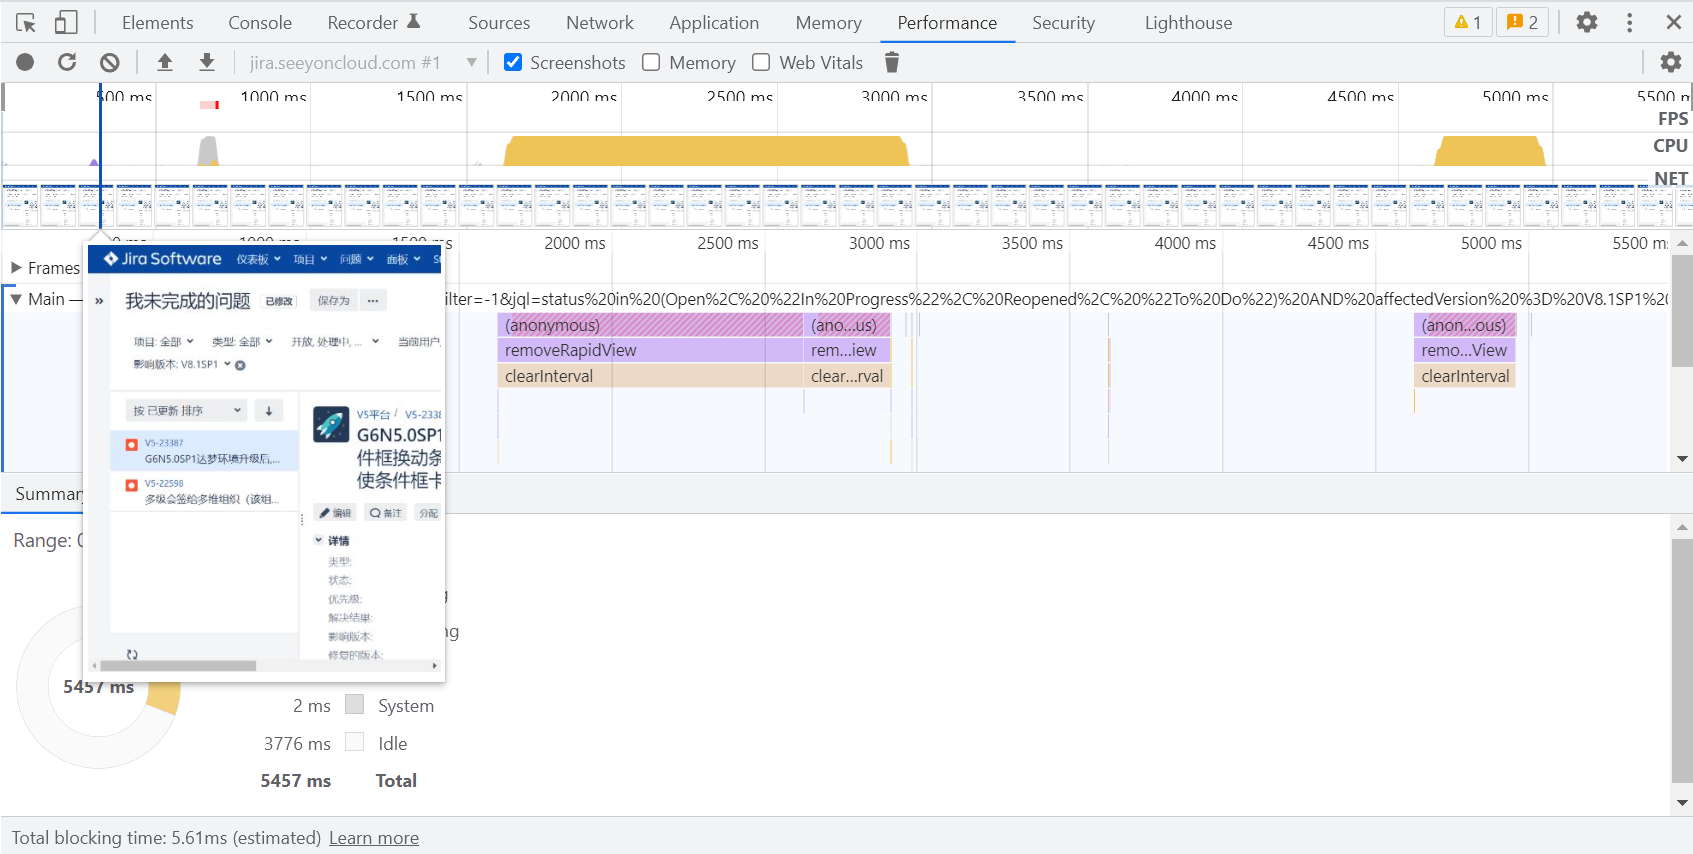 Elements Console Recorder Sources Network Application Memory Performance Security Lighthouse 1 2
jira.seeyoncloud.com #1 Screenshots Memory Web Vitals
500 ms 1000 ms 1500 ms 2000 ms 2500 ms 3000 ms 3500 ms 4000 ms 4500 ms 5000 ms 5500 m
FPS
CPU
NET
0 ms 1000 ms 1500 ms 2000 ms 2500 ms 3000 ms 3500 ms 4000 ms 4500 ms 5000 ms 5500 ms
Frames
Main — ilter=-1&jql=status%20in%20(Open%2C%20%22In%20Progress%22%2C%20Reopened%2C%20%22To%20Do%22)%20AND%20affectedVersion%20%3D%20V8.1SP1%20
(anonymous) (ano...us) (anon...ous)
removeRapidView rem...iew remo...View
clearInterval clear...rval clearInterval
Jira Software 仪表板 项目 问题 面板
» 我未完成的问题 已修改 保存为 ...
项目: 全部 类型: 全部 开放, 处理中, ... 当前用户,
影响版本: V8.1SP1
按 已更新 排序
V5平台 / V5-2338
V5-23387
G6N5.0SP1达梦环境升级后,...
G6N5.0SP1
件框换动条
使条件框卡
V5-22598
多级会签给多维组织（该组...
编辑 备注 分配
详情
类型:
状态:
优先级:
解决结果:
影响版本:
修复的版本:
Summary
Range: 0
g
ng
5457 ms
2 ms System
3776 ms Idle
5457 ms Total
Total blocking time: 5.61ms (estimated) Learn more